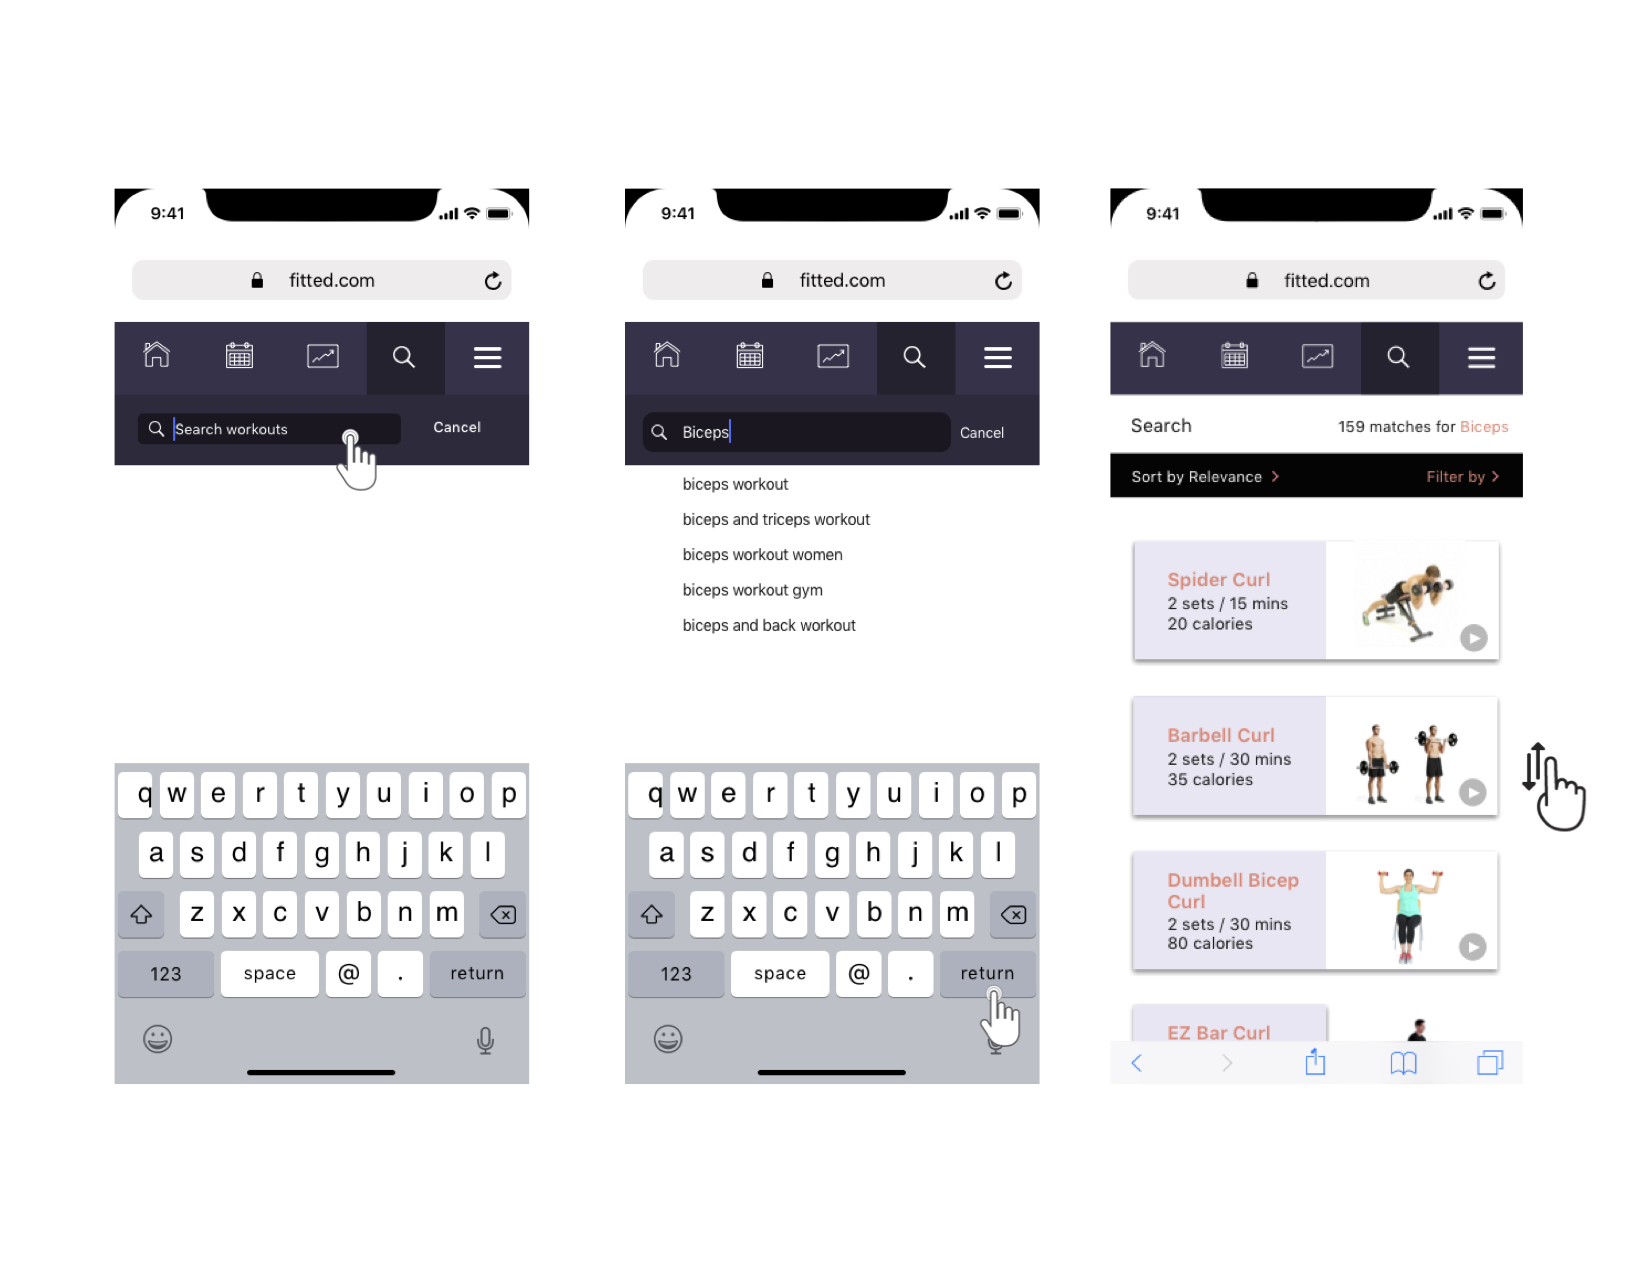 9:41
fitted.com
Search workouts
Cancel
q w e r t y u i o p
a s d f g h j k l
z x c v b n m
123 space @ . return
9:41
fitted.com
Biceps
Cancel
biceps workout
biceps and triceps workout
biceps workout women
biceps workout gym
biceps and back workout
q w e r t y u i o p
a s d f g h j k l
z x c v b n m
123 space @ . return
9:41
fitted.com
Search 159 matches for Biceps
Sort by Relevance > Filter by >
Spider Curl
2 sets / 15 mins
20 calories
Barbell Curl
2 sets / 30 mins
35 calories
Dumbell Bicep
Curl
2 sets / 30 mins
80 calories
EZ Bar Curl